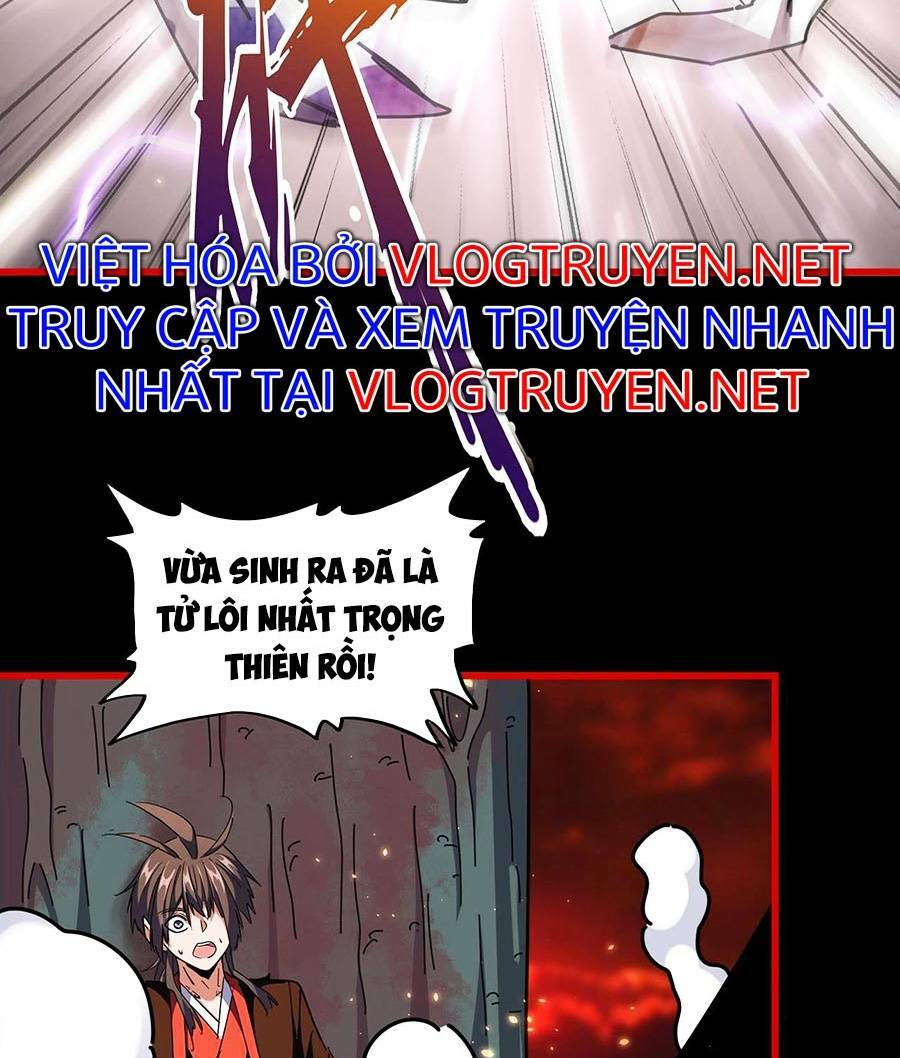 VIỆT HÓA BỞI VLOGTRUYEN.NET
TRUY CẬP VÀ XEM TRUYỆN NHANH
NHẤT TẠI VLOGTRUYEN.NET
VỪA SINH RA ĐÃ LÀ
TỬ LÔI NHẤT TRỌNG
THIÊN RỒI!